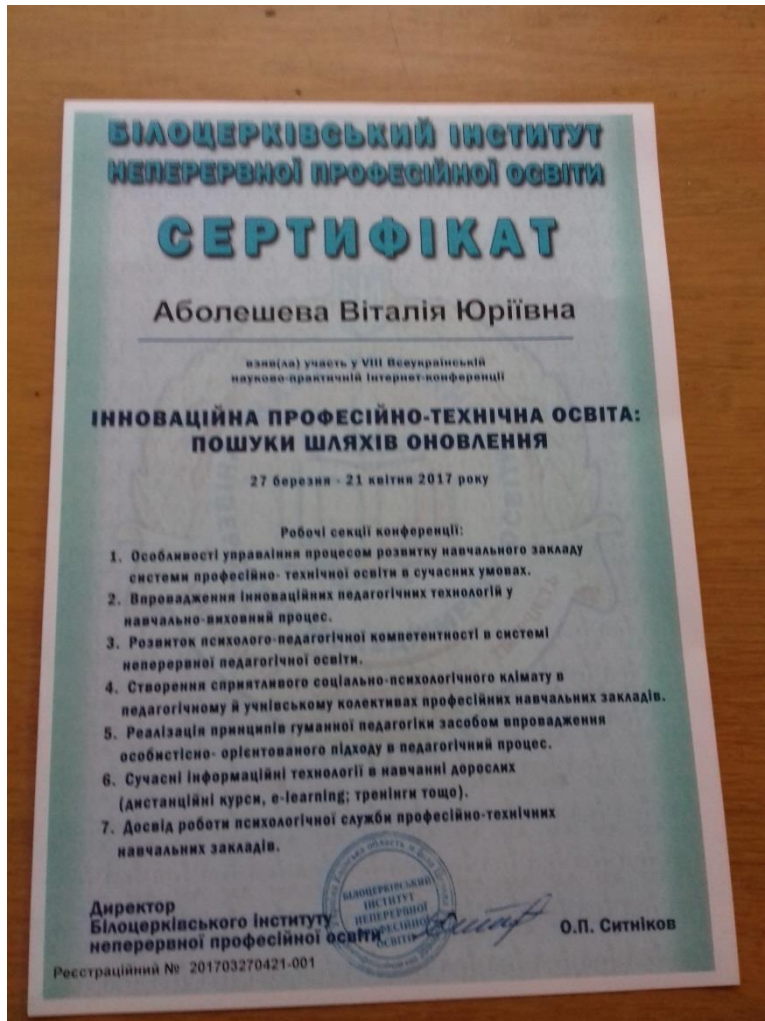 БІЛОЦЕРКІВСЬКИЙ ІНСТИТУТ
НЕПЕРЕРВНОЇ ПРОФЕСІЙНОЇ ОСВІТИ
СЕРТИФІКАТ
Аболешева Віталія Юріївна
взяв(ла) участь у VIII Всеукраїнській
науково-практичній інтернет-конференції
ІННОВАЦІЙНА ПРОФЕСІЙНО-ТЕХНІЧНА ОСВІТА:
ПОШУКИ ШЛЯХІВ ОНОВЛЕННЯ
27 березня - 21 квітня 2017 року
Робочі секції конференції:
1. Особливості управління процесом розвитку навчального закладу
системи професійно- технічної освіти в сучасних умовах.
2. Впровадження інноваційних педагогічних технологій у
навчально-виховний процес.
3. Розвиток психолого-педагогічної компетентності в системі
неперервної педагогічної освіти.
4. Створення сприятливого соціально-психологічного клімату в
педагогічному й учнівському колективах професійних навчальних закладів.
5. Реалізація принципів гуманної педагогіки засобом впровадження
особистісно- орієнтованого підходу в педагогічний процес.
6. Сучасні інформаційні технології в навчанні дорослих
(дистанційні курси, e-learning; тренінги тощо).
7. Досвід роботи психологічної служби професійно-технічних
навчальних закладів.
Директор
Білоцерківського інституту
неперервної професійної освіти
О.П. Ситніков
БІЛОЦЕРКІВСЬКИЙ
ІНСТИТУТ
НЕПЕРЕРВНОЇ
ПРОФЕСІЙНОЇ
ОСВІТИ
Реєстраційний № 201703270421-001